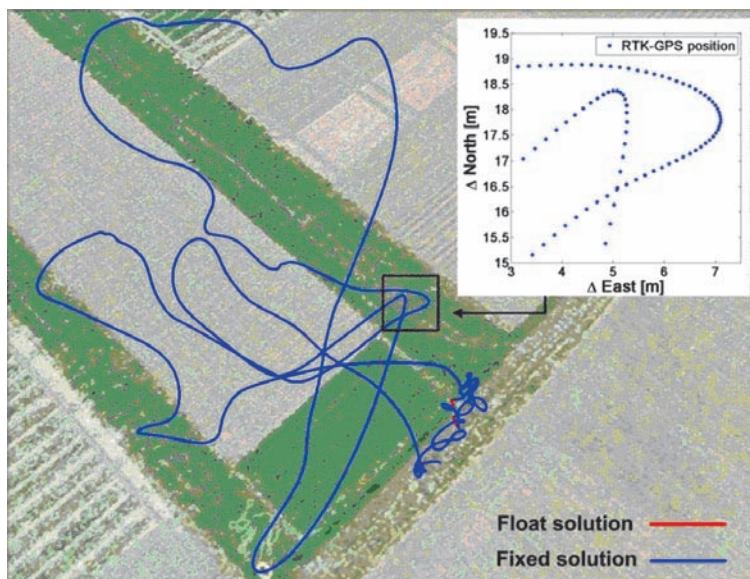 RTK-GPS position
19.5
19
18.5
18
17.5
17
16.5
16
15.5
15
Δ North [m]
3 4 5 6 7
Δ East [m]
Float solution
Fixed solution